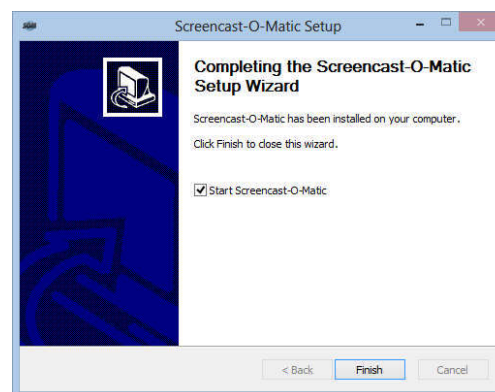 Screencast-O-Matic Setup
Completing the Screencast-O-Matic
Setup Wizard
Screencast-O-Matic has been installed on your computer.
Click Finish to close this wizard.
Start Screencast-O-Matic
< Back
Finish
Cancel